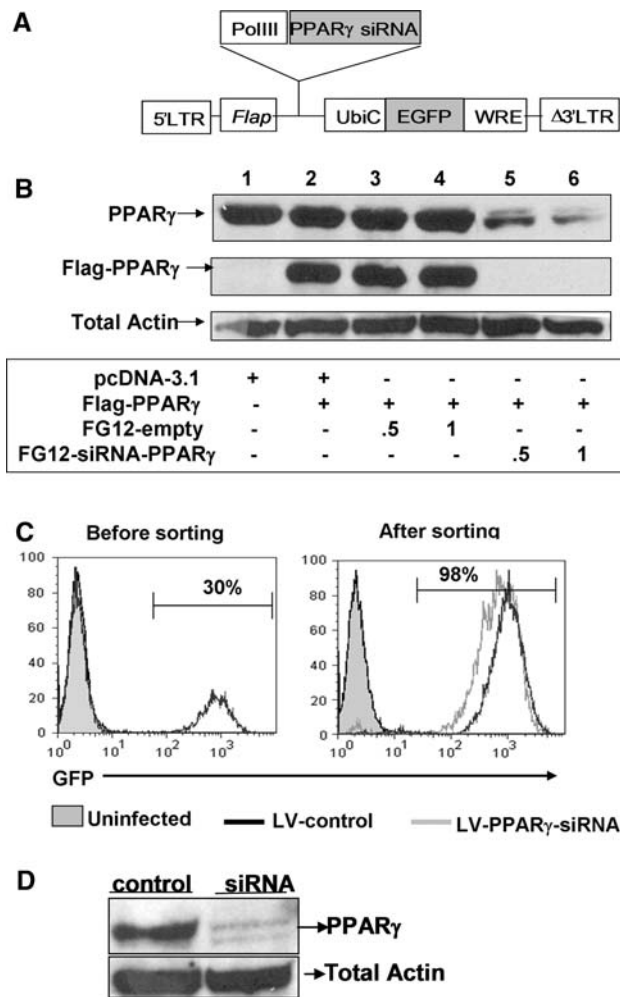 A
PolIII PPARγ siRNA
5'LTR Flap UbiC EGFP WRE Δ3'LTR
B
1 2 3 4 5 6
PPARγ
Flag-PPARγ
Total Actin
pcDNA-3.1 + + - - - -
Flag-PPARγ - + + + + +
FG12-empty - - .5 1 - -
FG12-siRNA-PPARγ - - - - .5 1
C
Before sorting After sorting
100 100
80 80
60 60
40 40
20 20
0 0
30% 98%
10⁰ 10¹ 10² 10³ 10⁰ 10¹ 10² 10³
GFP
Uninfected LV-control LV-PPARγ-siRNA
D
control siRNA
PPARγ
Total Actin